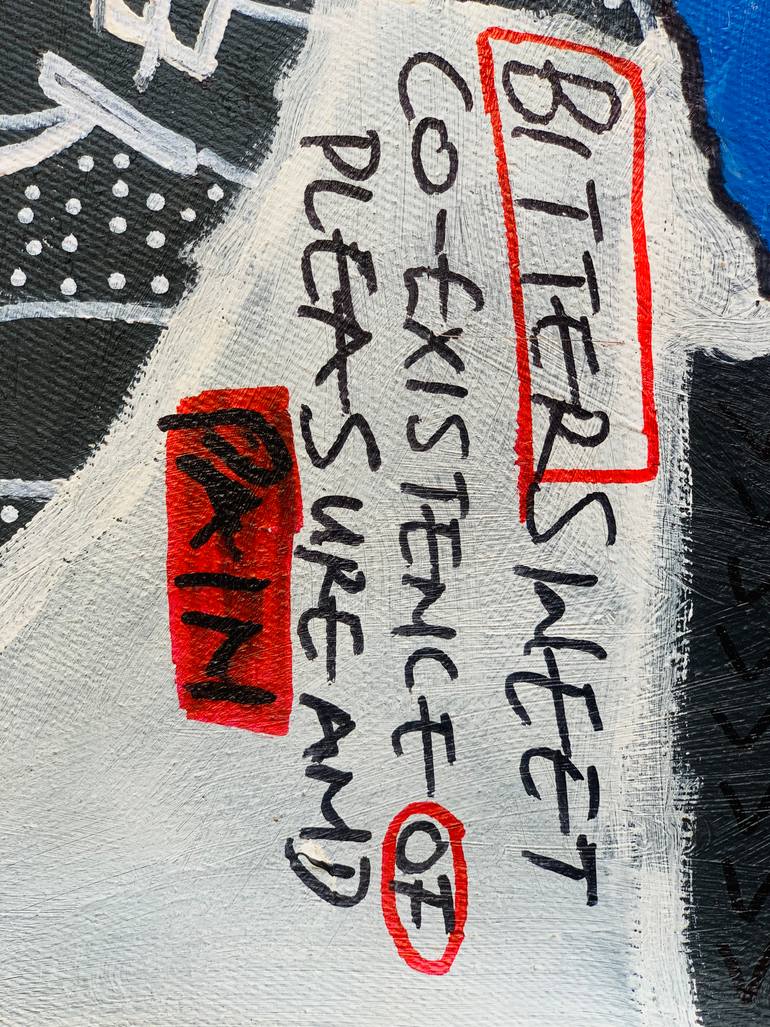 BITTERSWEET
CO-EXISTENCE OF
PLEASURE AND
PAIN